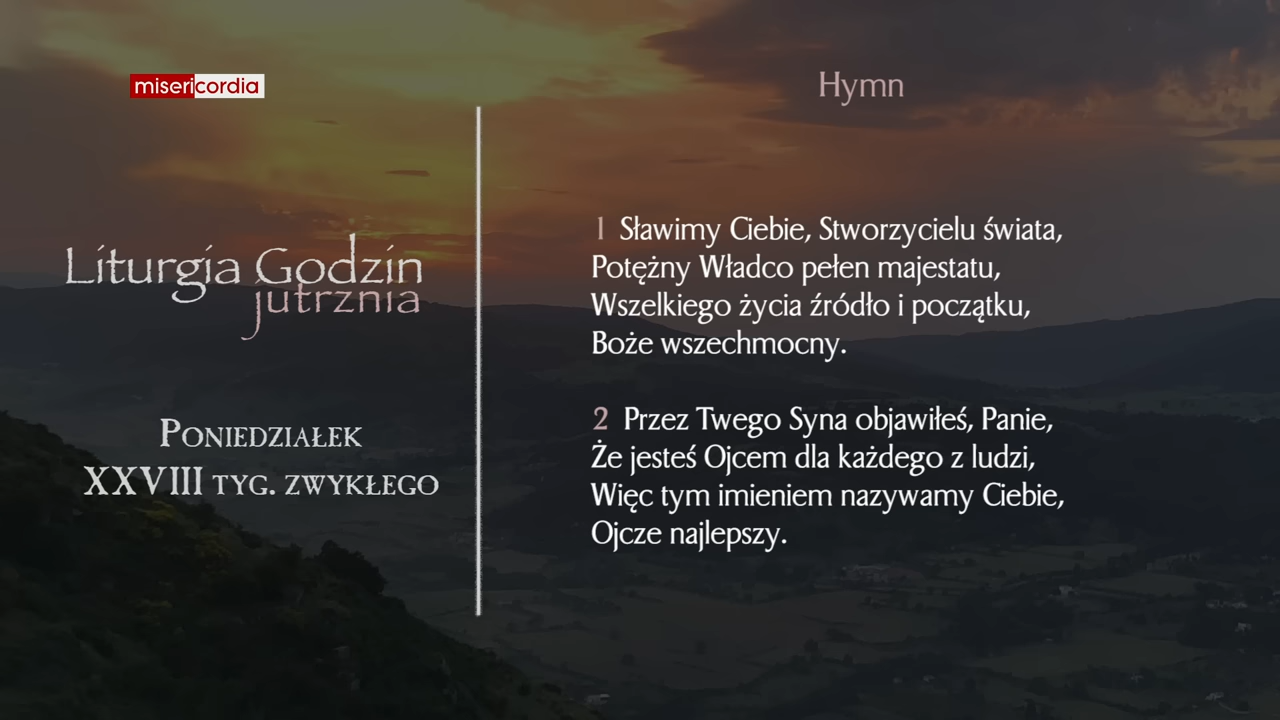 misericordia
Liturgia Godzin
jutrznia
Poniedziałek
XXVIII tyg. zwykłego
Hymn
1 Sławimy Ciebie, Stworzycielu świata,
Potężny Władco pełen majestatu,
Wszelkiego życia źródło i początku,
Boże wszechmocny.
2 Przez Twego Syna objawiłeś, Panie,
Że jesteś Ojcem dla każdego z ludzi,
Więc tym imieniem nazywamy Ciebie,
Ojcze najlepszy.